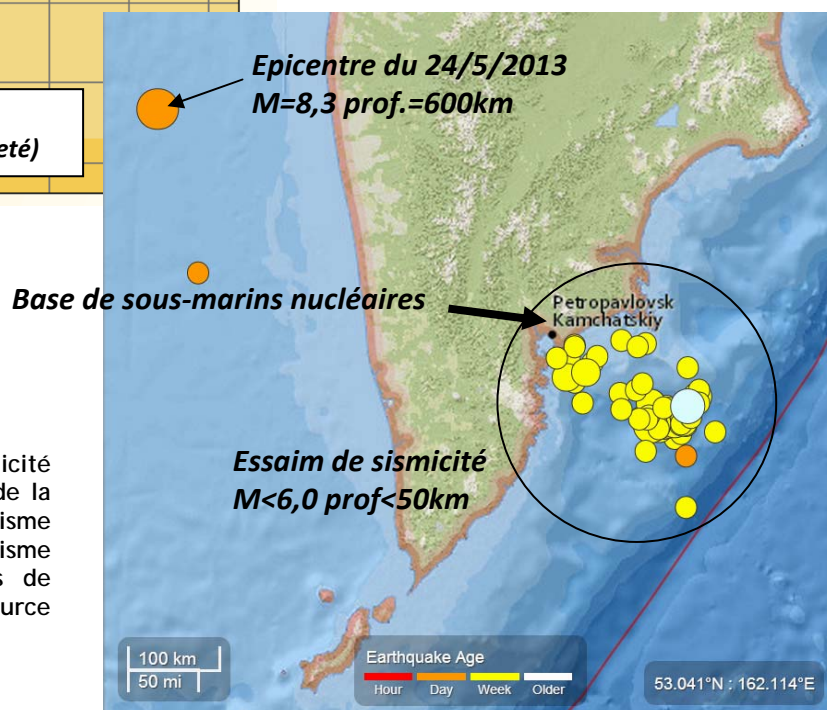 eté)
Epicentre du 24/5/2013
M=8,3 prof.=600km
Base de sous-marins nucléaires
Petropavlovsk
Kamchatskiy
Essaim de sismicité
M<6,0 prof<50km
icité
de la
isme
isme
s de
urce
100 km
50 mi
Earthquake Age
Hour Day Week Older
53.041°N : 162.114°E